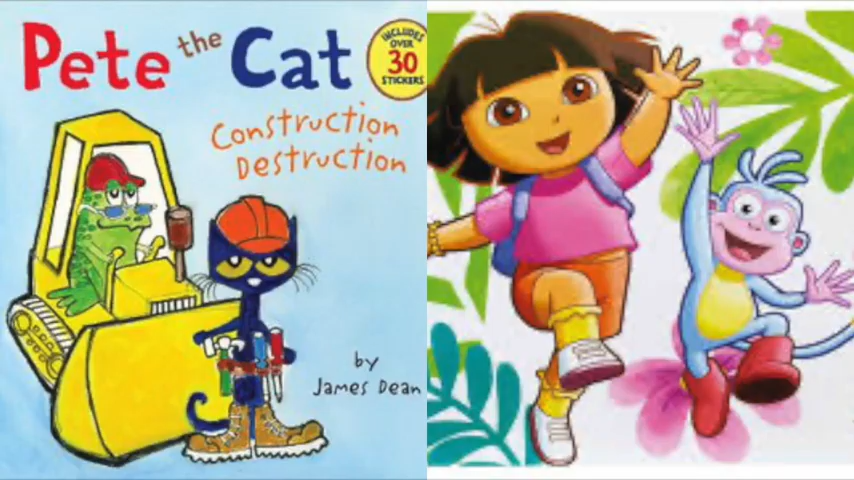 Pete the Cat
INCLUDES
OVER
30
STICKERS
Construction
Destruction
by
James Dean